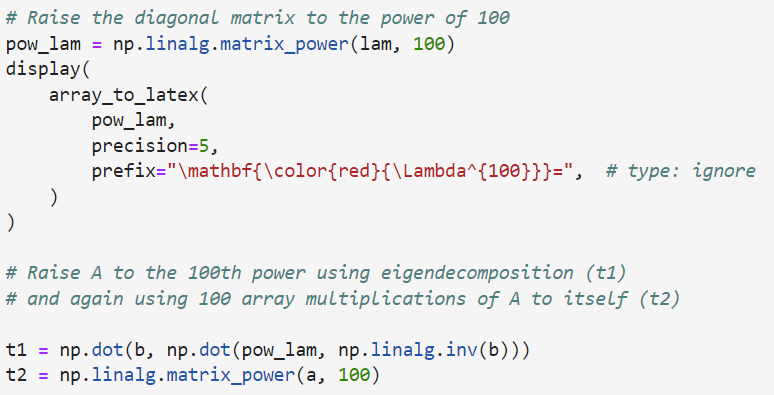 # Raise the diagonal matrix to the power of 100
pow_lam = np.linalg.matrix_power(lam, 100)
display(
    array_to_latex(
        pow_lam,
        precision=5,
        prefix="\mathbf{\color{red}{\Lambda^{100}}}=",  # type: ignore
    )
)

# Raise A to the 100th power using eigendecomposition (t1)
# and again using 100 array multiplications of A to itself (t2)

t1 = np.dot(b, np.dot(pow_lam, np.linalg.inv(b)))
t2 = np.linalg.matrix_power(a, 100)